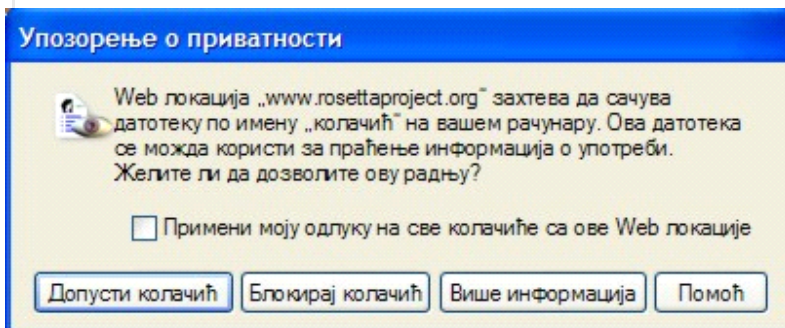 Упозорење о приватности
Web локација „www.rosettaproject.org“ захтева да сачува
датотеку по имену „колачић“ на вашем рачунару. Ова датотека
се можда користи за праћење информација о употреби.
Желите ли да дозволите ову радњу?
Примени моју одлуку на све колачиће са ове Web локације
Допусти колачић Блокирај колачић Више информација Помоћ